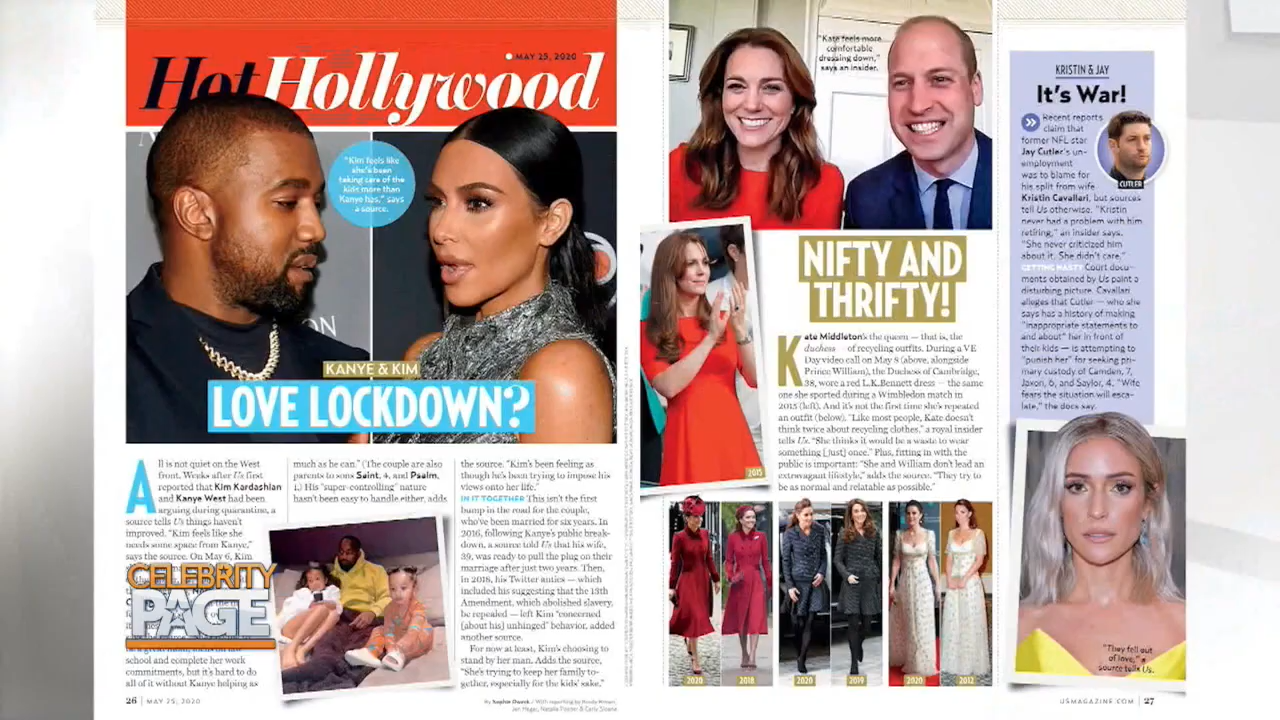 Hot Hollywood
MAY 25, 2020
"Kim feels like
she's been
taking care of the
kids more than
Kanye has," says
a source.
KANYE & KIM
LOVE LOCKDOWN?
All is not quiet on the West
front. Weeks after Us first
reported that Kim Kardashian
and Kanye West had been
arguing during quarantine, a
source tells Us things haven't
improved. "Kim feels like she
needs some space from Kanye,"
says the source. On May 6, Kim
school and complete her work
commitments, but it's hard to do
all of it without Kanye helping as
much as he can." (The couple are also
parents to sons Saint, 4, and Psalm,
1.) His "super-controlling" nature
hasn't been easy to handle either, adds
the source. "Kim's been feeling as
though he's been trying to impose his
views onto her life."
IN IT TOGETHER This isn't the first
bump in the road for the couple,
who've been married for six years. In
2016, following Kanye's public break-
down, a source told Us that his wife,
39, was ready to pull the plug on their
marriage after just two years. Then,
in 2018, his Twitter antics — which
included his suggesting that the 13th
Amendment, which abolished slavery,
be repealed — left Kim "concerned
[about his] unhinged" behavior, added
another source.
For now at least, Kim's choosing to
stand by her man. Adds the source,
"She's trying to keep her family to-
gether, especially for the kids' sake."
CELEBRITY
PAGE
26 | MAY 25, 2020
"Kate feels more
comfortable
dressing down,"
says an insider.
NIFTY AND
THRIFTY!
Kate Middleton's the queen — that is, the
duchess of recycling outfits. During a VE
Day video call on May 8 (above, alongside
Prince William), the Duchess of Cambridge,
38, wore a red L.K.Bennett dress — the same
one she sported during a Wimbledon match in
2015 (left). And it's not the first time she's repeated
an outfit (below). "Like most people, Kate doesn't
think twice about recycling clothes," a royal insider
tells Us. "She thinks it would be a waste to wear
something [just] once." Plus, fitting in with the
public is important: "She and William don't lead an
extravagant lifestyle," adds the source. "They try to
be as normal and relatable as possible."
2015
2020
2018
2020
2019
2020
2012
KRISTIN & JAY
It's War!
Recent reports
claim that
former NFL star
Jay Cutler's un-
employment
was to blame for
his split from wife
Kristin Cavallari, but sources
tell Us otherwise. "Kristin
never had a problem with him
retiring," an insider says.
"She never criticized him
about it. She didn't care."
GETTING NASTY Court docu-
ments obtained by Us paint a
disturbing picture. Cavallari
alleges that Cutler — who she
says has a history of making
"inappropriate statements to
and about" her in front of
their kids — is attempting to
"punish her" for seeking pri-
mary custody of Camden, 7,
Jaxon, 6, and Saylor, 4. "Wife
fears the situation will esca-
late," the docs say.
CUTLER
"They fell out
of love," a
source tells Us.
USMAGAZINE.COM | 27